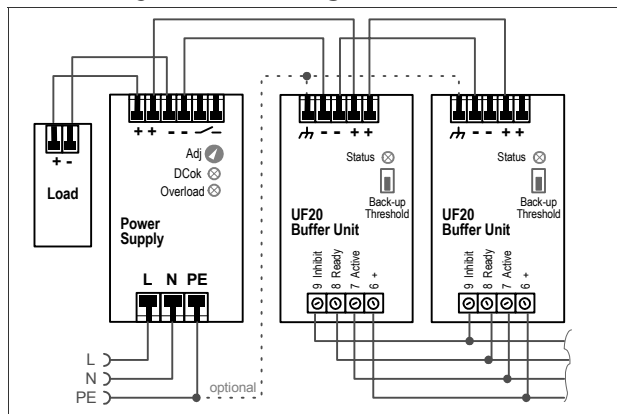 + + - -
- - + +
- - + +
+ -
Load
Adj
DCok
Overload
Power
Supply
L N PE
Status
Back-up
Threshold
UF20
Buffer Unit
9 Inhibit
8 Ready
7 Active
6 +
Status
Back-up
Threshold
UF20
Buffer Unit
9 Inhibit
8 Ready
7 Active
6 +
L
N
PE
optional